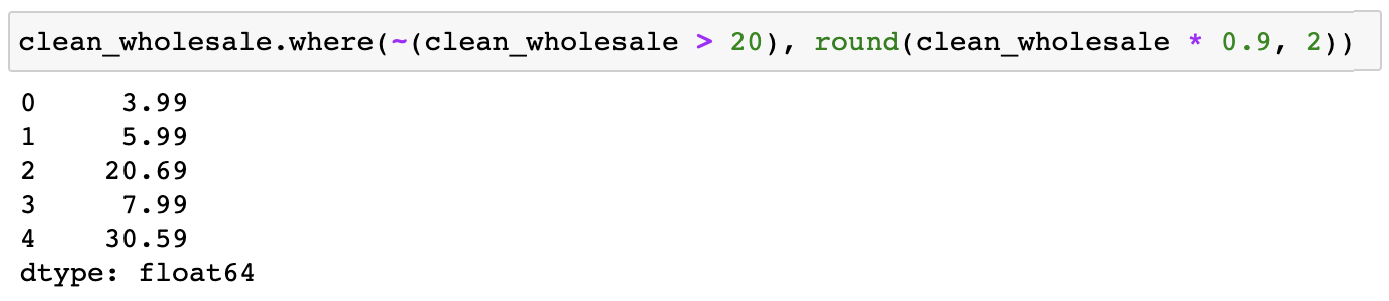 clean_wholesale.where(~(clean_wholesale > 20), round(clean_wholesale * 0.9, 2))
0     3.99
1     5.99
2    20.69
3     7.99
4    30.59
dtype: float64